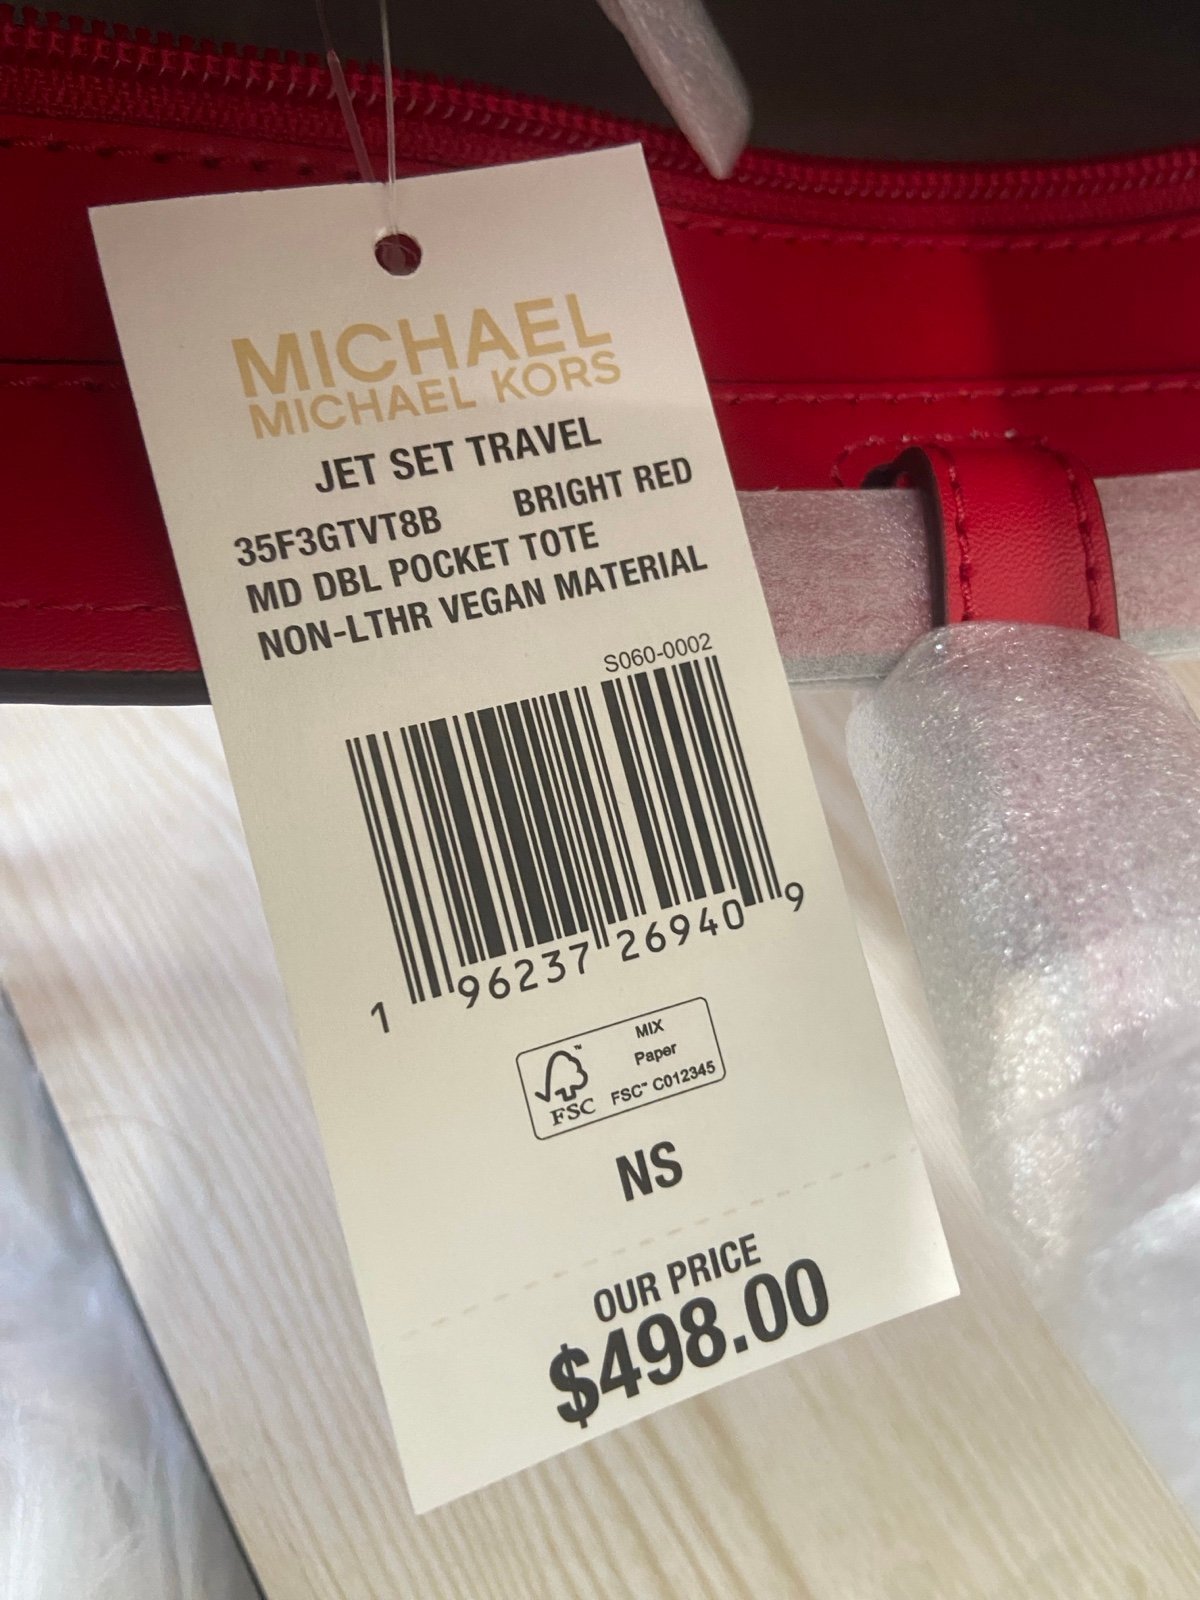 MICHAEL
MICHAEL KORS
JET SET TRAVEL
35F3GTVT8B BRIGHT RED
MD DBL POCKET TOTE
NON-LTHR VEGAN MATERIAL
S060-0002
1 96237 26940 9
MIX
Paper
FSC™ C012345
FSC
NS
OUR PRICE
$498.00